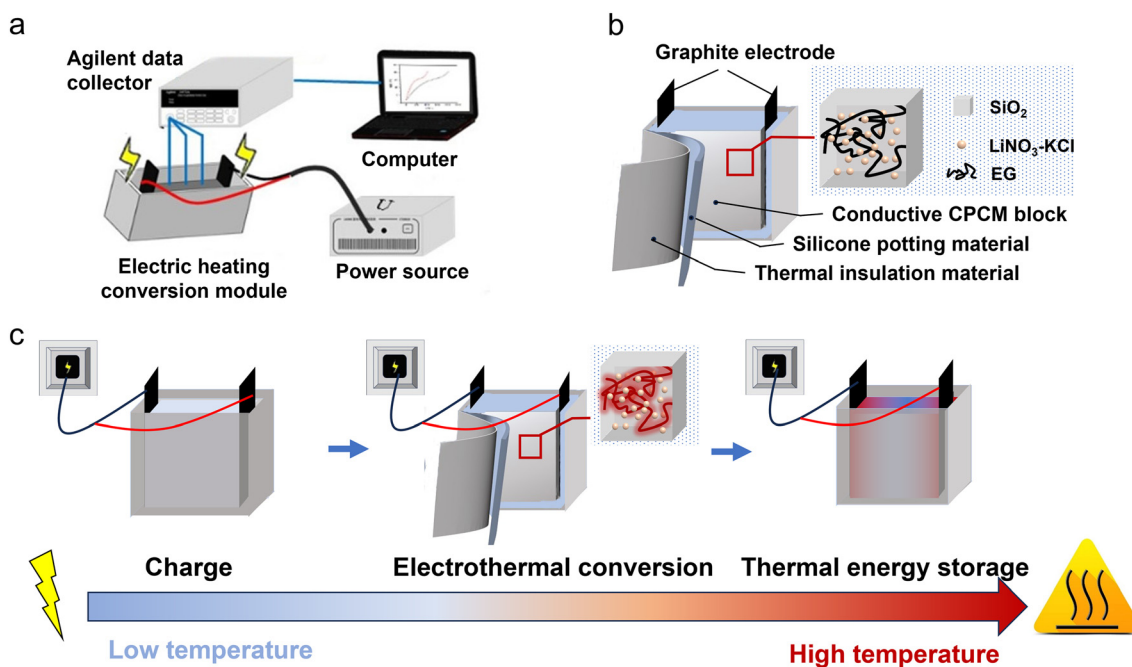 a
Agilent data
collector
Computer
U
Electric heating
conversion module
Power source
b
Graphite electrode
SiO₂
LiNO₃-KCl
EG
Conductive CPCM block
Silicone potting material
Thermal insulation material
c
Charge
Electrothermal conversion
Thermal energy storage
Low temperature
High temperature